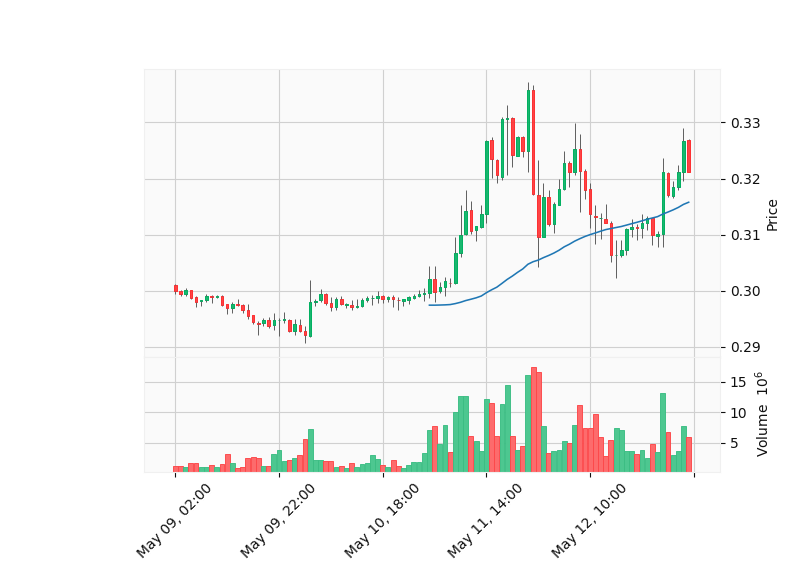 0.33
0.32
0.31
0.30
0.29
Price
15
10
5
Volume 10^6
May 09, 02:00
May 09, 22:00
May 10, 18:00
May 11, 14:00
May 12, 10:00